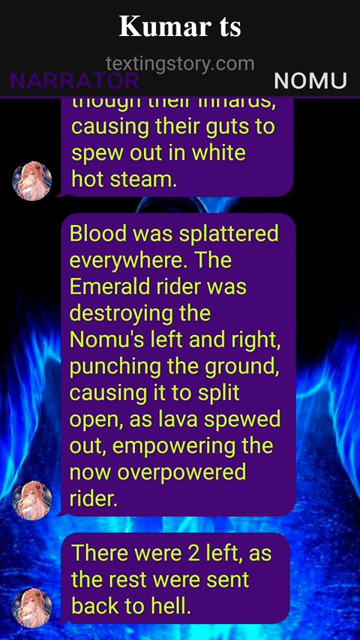 Kumar ts
textingstory.com
NARRATOR
NOMU
though their innards,
causing their guts to
spew out in white
hot steam.
Blood was splattered
everywhere. The
Emerald rider was
destroying the
Nomu's left and right,
punching the ground,
causing it to split
open, as lava spewed
out, empowering the
now overpowered
rider.
There were 2 left, as
the rest were sent
back to hell.